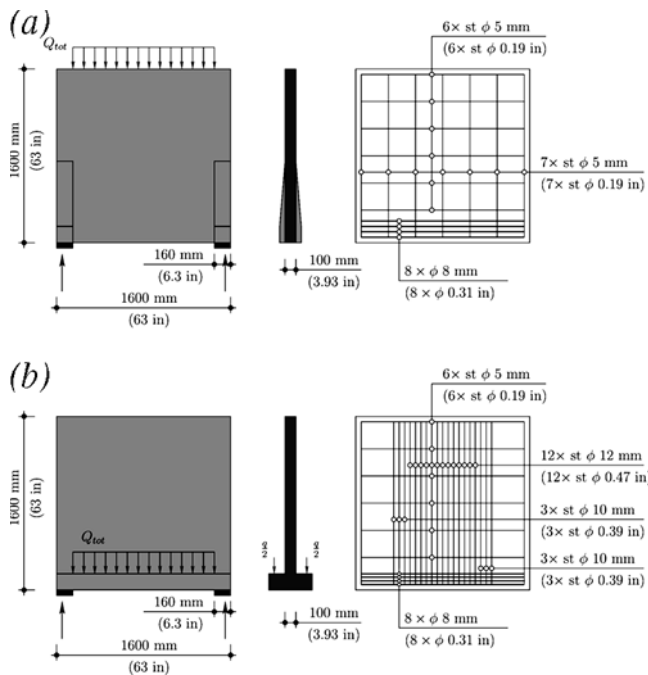 (a)
Q_tot
1600 mm
(63 in)
160 mm
(6.3 in)
1600 mm
(63 in)
100 mm
(3.93 in)
6× st ϕ 5 mm
(6× st ϕ 0.19 in)
7× st ϕ 5 mm
(7× st ϕ 0.19 in)
8 × ϕ 8 mm
(8 × ϕ 0.31 in)
(b)
1600 mm
(63 in)
Q_tot
160 mm
(6.3 in)
1600 mm
(63 in)
100 mm
(3.93 in)
6× st ϕ 5 mm
(6× st ϕ 0.19 in)
12× st ϕ 12 mm
(12× st ϕ 0.47 in)
3× st ϕ 10 mm
(3× st ϕ 0.39 in)
3× st ϕ 10 mm
(3× st ϕ 0.39 in)
8 × ϕ 8 mm
(8 × ϕ 0.31 in)